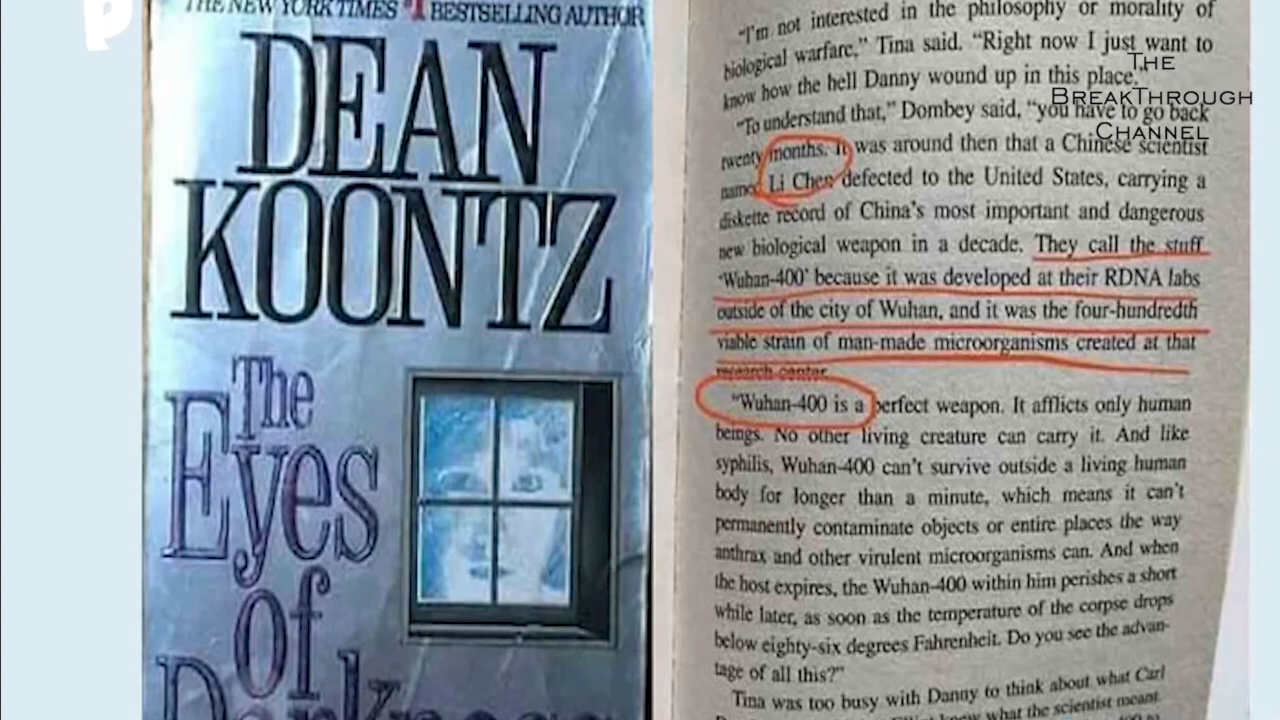 THE NEW YORK TIMES #1 BESTSELLING AUTHOR
DEAN
KOONTZ
The
Eyes
of
Darkness
"I'm not interested in the philosophy or morality of
biological warfare," Tina said. "Right now I just want to
know how the hell Danny wound up in this place."
"To understand that," Dombey said, "you have to go back
twenty months. It was around then that a Chinese scientist
named Li Chen defected to the United States, carrying a
diskette record of China's most important and dangerous
new biological weapon in a decade. They call the stuff
'Wuhan-400' because it was developed at their RDNA labs
outside of the city of Wuhan, and it was the four-hundredth
viable strain of man-made microorganisms created at that
research center.
"Wuhan-400 is a perfect weapon. It afflicts only human
beings. No other living creature can carry it. And like
syphilis, Wuhan-400 can't survive outside a living human
body for longer than a minute, which means it can't
permanently contaminate objects or entire places the way
anthrax and other virulent microorganisms can. And when
the host expires, the Wuhan-400 within him perishes a short
while later, as soon as the temperature of the corpse drops
below eighty-six degrees Fahrenheit. Do you see the advan-
tage of all this?"
Tina was too busy with Danny to think about what Carl
what the scientist meant.
The
BreakThrough
Channel